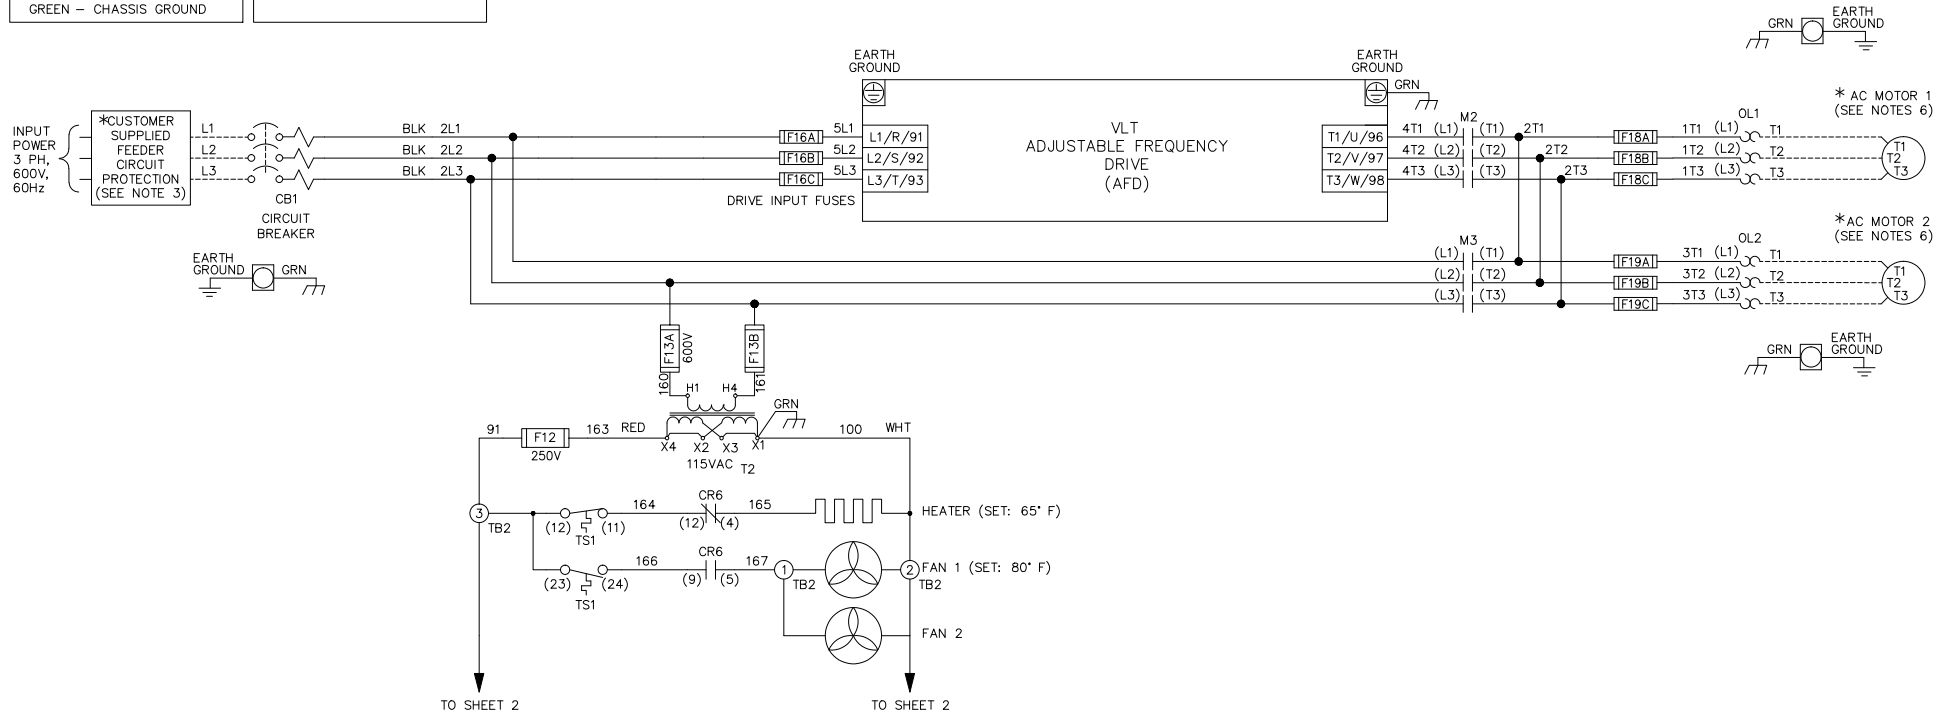 GREEN – CHASSIS GROUND
GRN
EARTH
GROUND
INPUT
POWER
3 PH,
600V,
60Hz
*CUSTOMER
SUPPLIED
FEEDER
CIRCUIT
PROTECTION
(SEE NOTE 3)
L1
L2
L3
CB1
CIRCUIT
BREAKER
BLK 2L1
BLK 2L2
BLK 2L3
F16A 5L1
F16B 5L2
F16C 5L3
DRIVE INPUT FUSES
EARTH
GROUND
L1/R/91
L2/S/92
L3/T/93
VLT
ADJUSTABLE FREQUENCY
DRIVE
(AFD)
EARTH
GROUND
GRN
T1/U/96
T2/V/97
T3/W/98
M2
4T1 (L1) (T1) 2T1
4T2 (L2) (T2) 2T2
4T3 (L3) (T3) 2T3
OL1
F18A 1T1 (L1) T1
F18B 1T2 (L2) T2
F18C 1T3 (L3) T3
* AC MOTOR 1
(SEE NOTES 6)
T1
T2
T3
EARTH
GROUND
GRN
M3
(L1) (T1)
(L2) (T2)
(L3) (T3)
OL2
F19A 3T1 (L1) T1
F19B 3T2 (L2) T2
F19C 3T3 (L3) T3
*AC MOTOR 2
(SEE NOTES 6)
T1
T2
T3
GRN
EARTH
GROUND
F13A
600V
F13B
160
H1 H4
161
GRN
91 F12 163 RED
250V
X4 X2 X3 X1
115VAC T2
100 WHT
3
TB2
(12) (11)
TS1
164
CR6
(12) (4)
165
HEATER (SET: 65° F)
(23) (24)
TS1
166
CR6
(9) (5)
167
1
TB2
2
TB2
FAN 1 (SET: 80° F)
FAN 2
TO SHEET 2
TO SHEET 2